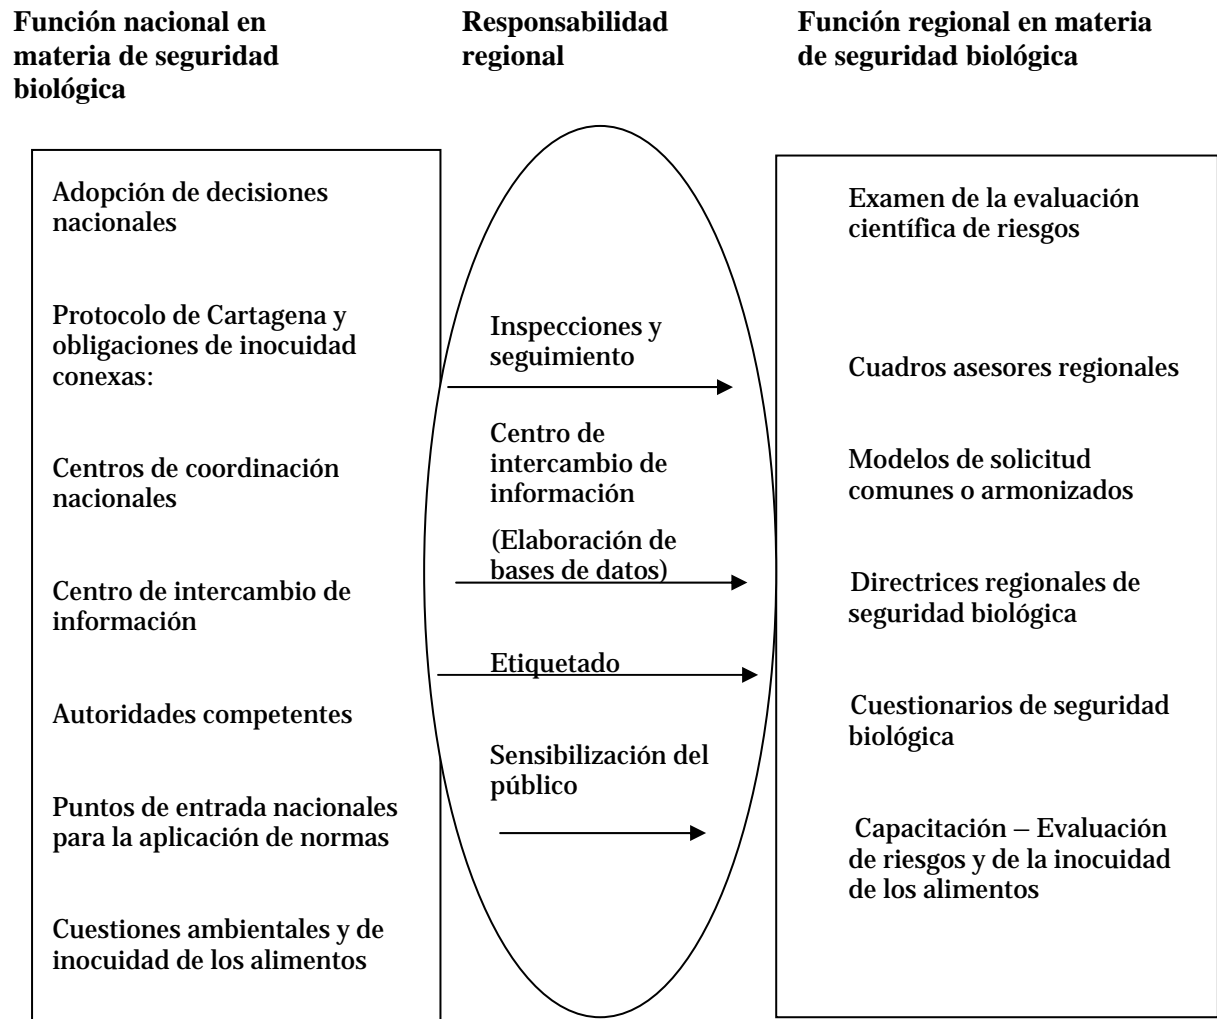 Función nacional en
materia de seguridad
biológica
Responsabilidad
regional
Función regional en materia
de seguridad biológica
Adopción de decisiones
nacionales
Protocolo de Cartagena y
obligaciones de inocuidad
conexas:
Centros de coordinación
nacionales
Centro de intercambio de
información
Autoridades competentes
Puntos de entrada nacionales
para la aplicación de normas
Cuestiones ambientales y de
inocuidad de los alimentos
Inspecciones y
seguimiento
Centro de
intercambio de
información
(Elaboración de
bases de datos)
Etiquetado
Sensibilización del
público
Examen de la evaluación
científica de riesgos
Cuadros asesores regionales
Modelos de solicitud
comunes o armonizados
Directrices regionales de
seguridad biológica
Cuestionarios de seguridad
biológica
Capacitación – Evaluación
de riesgos y de la inocuidad
de los alimentos